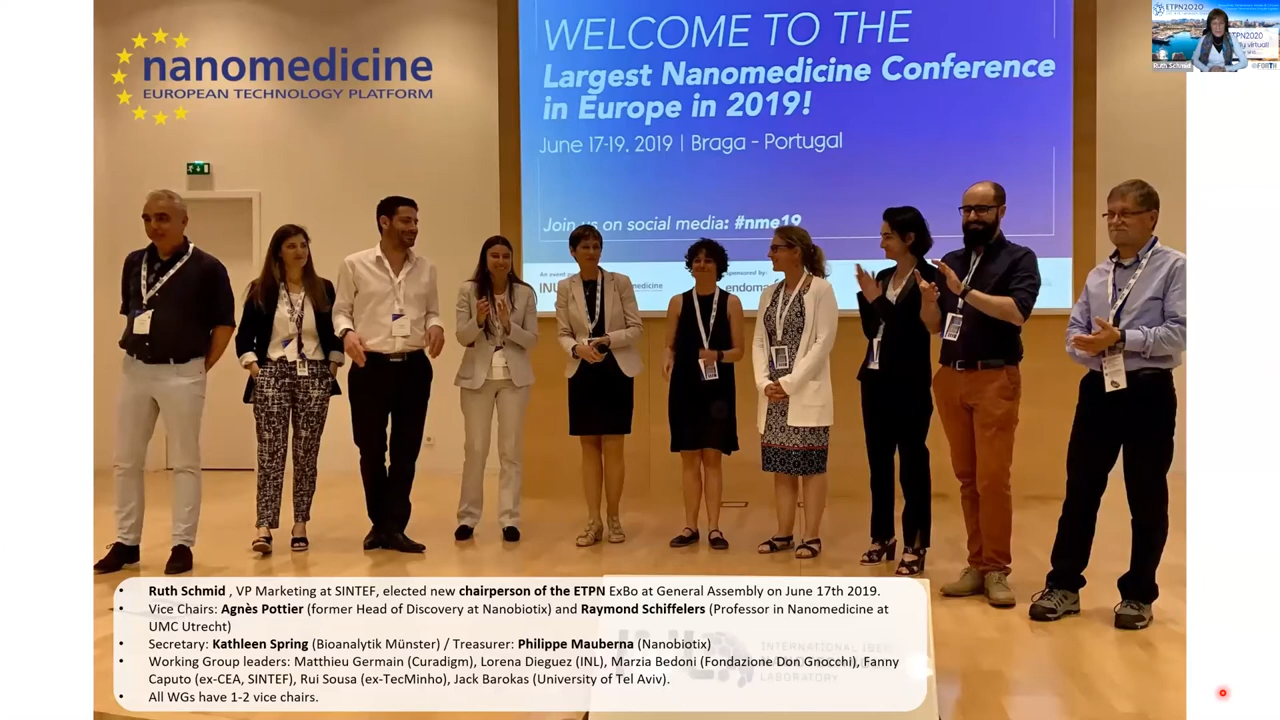 nanomedicine
EUROPEAN TECHNOLOGY PLATFORM
WELCOME TO THE
Largest Nanomedicine Conference
in Europe in 2019!
June 17-19, 2019 | Braga - Portugal
Join us on social media: #nme19
sponsored by:
ETPN2020
Ruth Schmid
@FORTH
• Ruth Schmid , VP Marketing at SINTEF, elected new chairperson of the ETPN ExBo at General Assembly on June 17th 2019.
• Vice Chairs: Agnès Pottier (former Head of Discovery at Nanobiotix) and Raymond Schiffelers (Professor in Nanomedicine at
UMC Utrecht)
• Secretary: Kathleen Spring (Bioanalytik Münster) / Treasurer: Philippe Mauberna (Nanobiotix)
• Working Group leaders: Matthieu Germain (Curadigm), Lorena Dieguez (INL), Marzia Bedoni (Fondazione Don Gnocchi), Fanny
Caputo (ex-CEA, SINTEF), Rui Sousa (ex-TecMinho), Jack Barokas (University of Tel Aviv).
• All WGs have 1-2 vice chairs.
LABORATORY